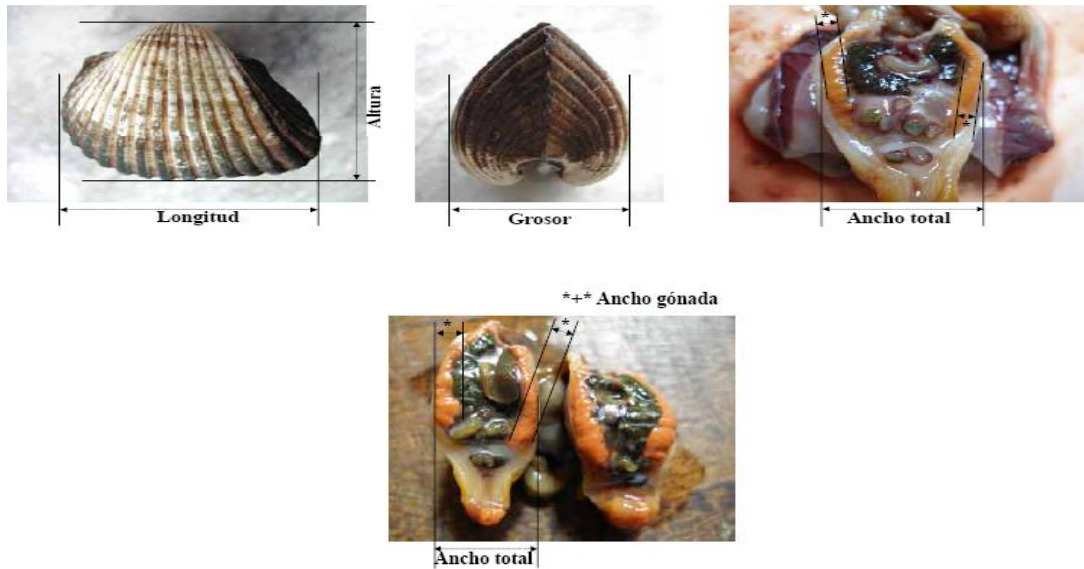 Altura
Longitud
Grosor
*
*
Ancho total
*+* Ancho gónada
*
*
Ancho total